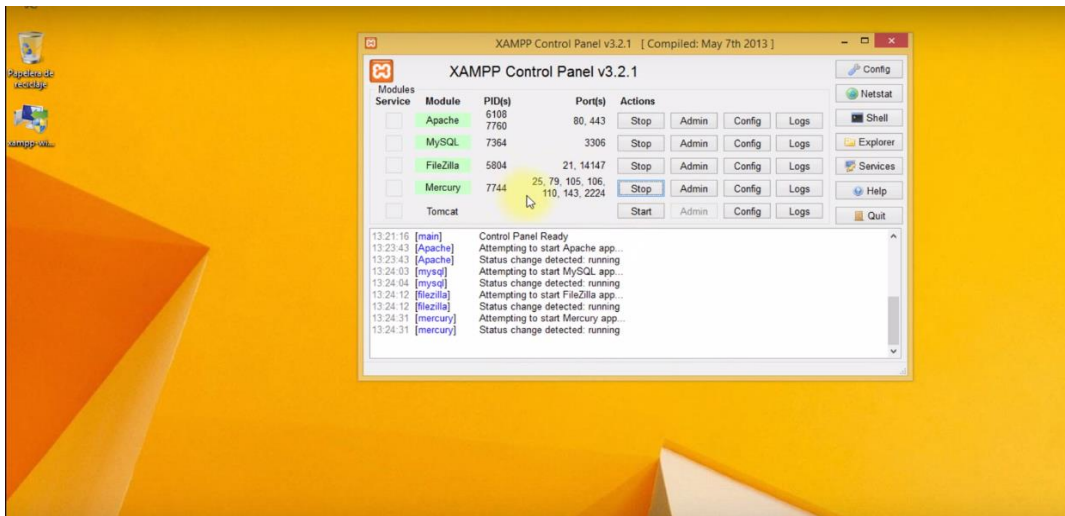 Papelera de
reciclaje
xampp-wi...
XAMPP Control Panel v3.2.1 [ Compiled: May 7th 2013 ]
XAMPP Control Panel v3.2.1
Config
Modules
Service Module PID(s) Port(s) Actions
Netstat
Apache 6108 7760 80, 443 Stop Admin Config Logs
Shell
MySQL 7364 3306 Stop Admin Config Logs
Explorer
FileZilla 5804 21, 14147 Stop Admin Config Logs
Services
Mercury 7744 25, 79, 105, 106, 110, 143, 2224 Stop Admin Config Logs
Help
Tomcat Start Admin Config Logs
Quit
13:21:16 [main] Control Panel Ready
13:23:43 [Apache] Attempting to start Apache app...
13:23:43 [Apache] Status change detected: running
13:24:03 [mysql] Attempting to start MySQL app...
13:24:04 [mysql] Status change detected: running
13:24:12 [filezilla] Attempting to start FileZilla app...
13:24:12 [filezilla] Status change detected: running
13:24:31 [mercury] Attempting to start Mercury app...
13:24:31 [mercury] Status change detected: running